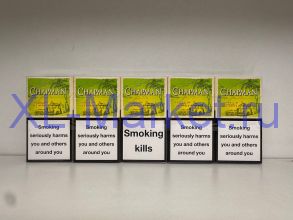 CHAPMAN CHAPMAN CHAPMAN CHAPMAN CHAPMAN
XL-Market.ru
Smoking
seriously harms
you and others
around you
Smoking
seriously harms
you and others
around you
Smoking
kills
Smoking
seriously harms
you and others
around you
Smoking
seriously harms
you and others
around you